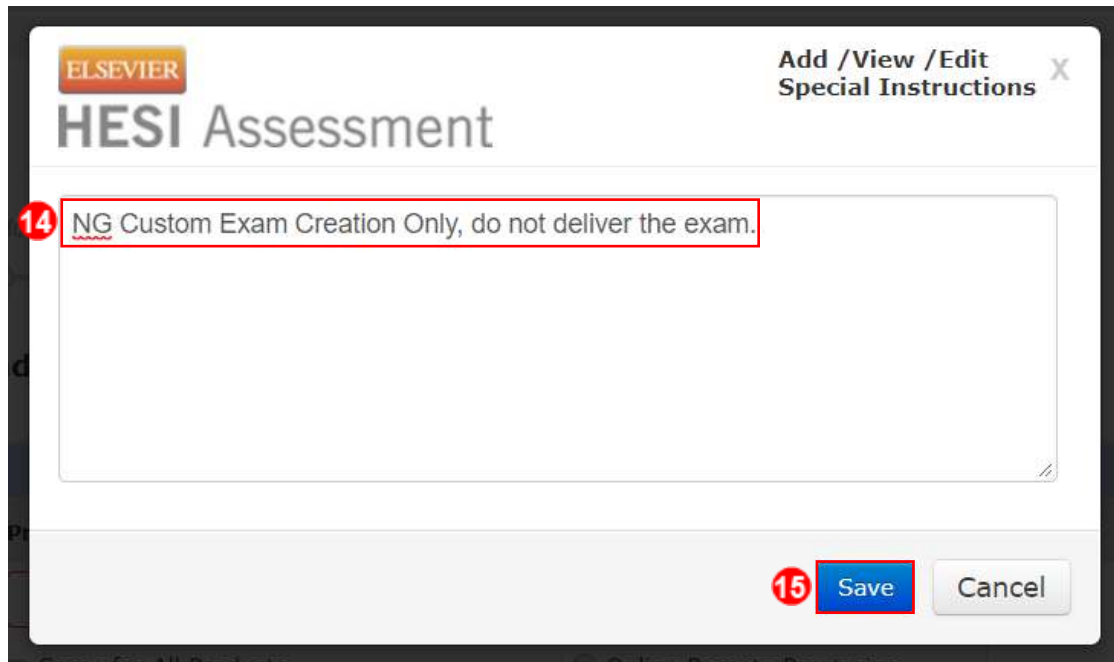 ELSEVIER
HESI Assessment
Add /View /Edit
Special Instructions
X
14
NG Custom Exam Creation Only, do not deliver the exam.
15
Save
Cancel